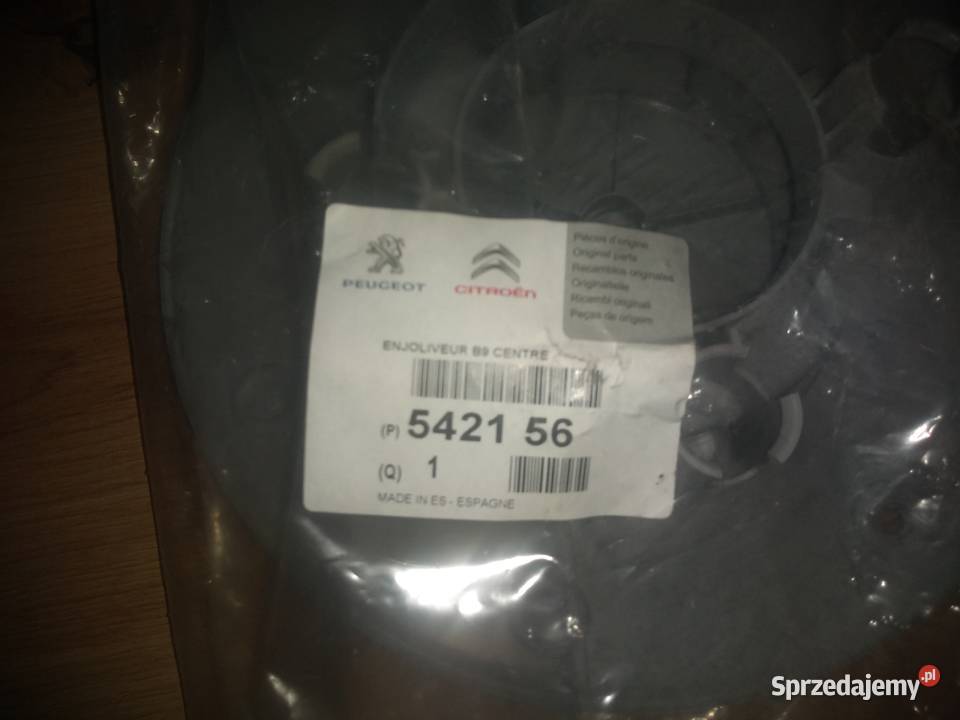 PEUGEOT
CITROËN
Pièces d'origine
Original parts
Recambios originales
Originalteile
Ricambi originali
Peças de origem
ENJOLIVEUR B9 CENTRE
(P) 5421 56
(Q) 1
MADE IN ES - ESPAGNE
Sprzedajemy.pl